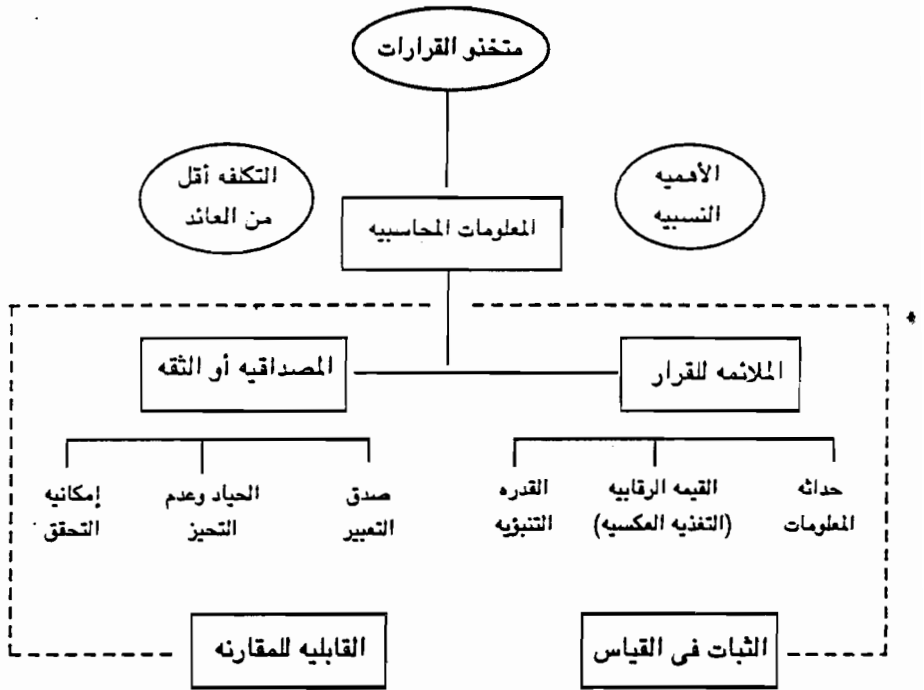 متخذو القرارات
الأهميه
النسبيه
التكلفه أقل
من العائد
المعلومات المحاسبيه
الملائمه للقرار
المصداقيه أو الثقه
حداثه
المعلومات
القيمه الرقابيه
(التغذيه العكسيه)
القدره
التنبؤيه
صدق
التعبير
الحياد وعدم
التحيز
إمكانيه
التحقق
الثبات فى القياس
القابليه للمقارنه
*